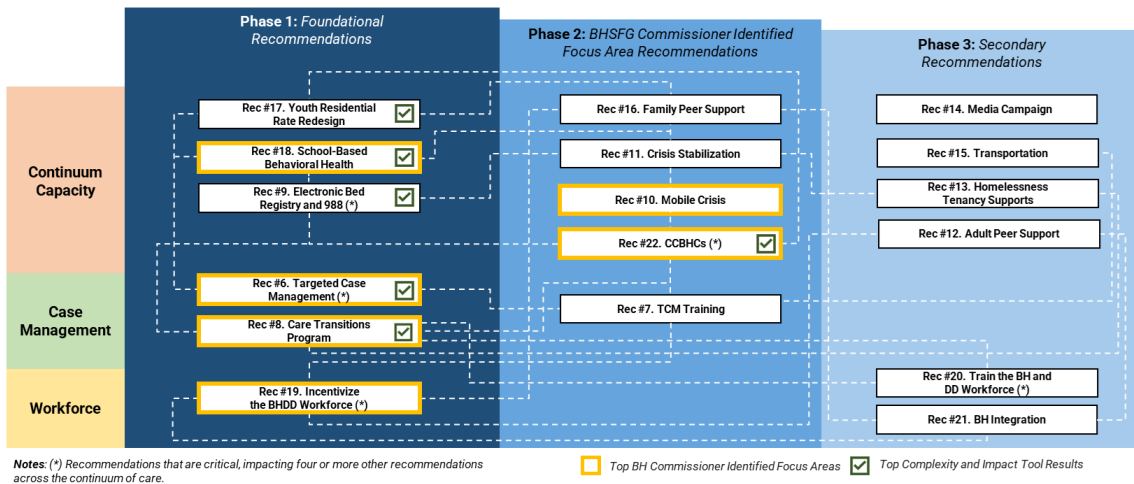 Phase 1: Foundational
Recommendations
Phase 2: BHSFG Commissioner Identified
Focus Area Recommendations
Phase 3: Secondary
Recommendations
Continuum
Capacity
Rec #17. Youth Residential
Rate Redesign
Rec #18. School-Based
Behavioral Health
Rec #9. Electronic Bed
Registry and 988 (*)
Rec #16. Family Peer Support
Rec #11. Crisis Stabilization
Rec #10. Mobile Crisis
Rec #22. CCBHCs (*)
Rec #14. Media Campaign
Rec #15. Transportation
Rec #13. Homelessness
Tenancy Supports
Rec #12. Adult Peer Support
Case
Management
Rec #6. Targeted Case
Management (*)
Rec #8. Care Transitions
Program
Rec #7. TCM Training
Workforce
Rec #19. Incentivize
the BHDD Workforce (*)
Rec #20. Train the BH and
DD Workforce (*)
Rec #21. BH Integration
Notes: (*) Recommendations that are critical, impacting four or more other recommendations
across the continuum of care.
Top BH Commissioner Identified Focus Areas
Top Complexity and Impact Tool Results